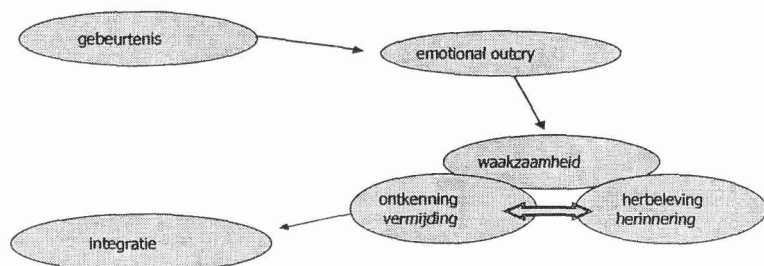 gebeurtenis
emotional outcry
waakzaamheid
ontkenning
vermijding
herbeleving
herinnering
integratie